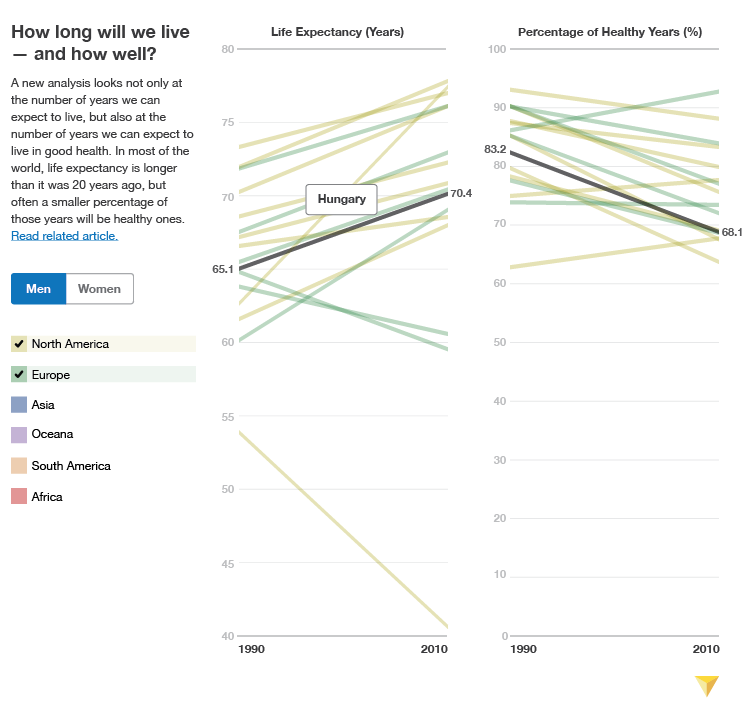 How long will we live
— and how well?
A new analysis looks not only at
the number of years we can
expect to live, but also at the
number of years we can expect to
live in good health. In most of the
world, life expectancy is longer
than it was 20 years ago, but
often a smaller percentage of
those years will be healthy ones.
Read related article.
Men Women
North America
Europe
Asia
Oceana
South America
Africa
Life Expectancy (Years)
80
75
70
Hungary
70.4
65.1
60
55
50
45
40
1990 2010
Percentage of Healthy Years (%)
100
90
83.2
80
70
68.1
60
50
40
30
20
10
0
1990 2010